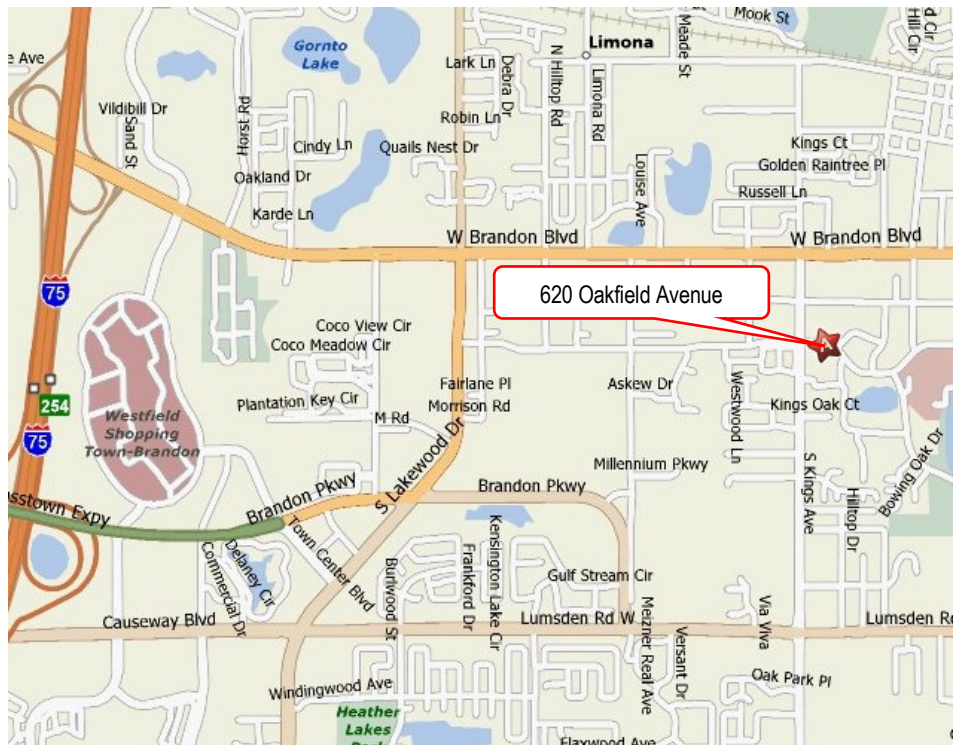 Mook St
Meade St
d Cir
Hill Cir
Gornto
Lake
Limona
e Ave
Lark Ln
Debra Dr
N Hilltop Rd
Limona Rd
Vildibill Dr
Sand St
Horst Rd
Robin Ln
Cindy Ln
Quails Nest Dr
Kings Ct
Golden Raintree Pl
Louise Ave
Oakland Dr
Russell Ln
Karde Ln
W Brandon Blvd
W Brandon Blvd
75
620 Oakfield Avenue
Coco View Cir
Coco Meadow Cir
254
Fairlane Pl
Askew Dr
Westwood Ln
Plantation Key Cir
Morrison Rd
Kings Oak Ct
M Rd
Westfield
Shopping
Town-Brandon
75
S Lakewood Dr
Millennium Pkwy
S Kings Ave
Bowing Oak Dr
Hilltop Dr
Brandon Pkwy
Brandon Pkwy
sstown Expy
Town Center Blvd
Delaney Cir
Commercial Dr
Burlwood St
Frankford Dr
Kensington Lake Cir
Gulf Stream Cir
Via Viva
Causeway Blvd
Lumsden Rd W
Lumsden Rd
Meizner Real Ave
Versant Dr
Oak Park Pl
Windingwood Ave
Heather
Lakes
Flaxwood Ave